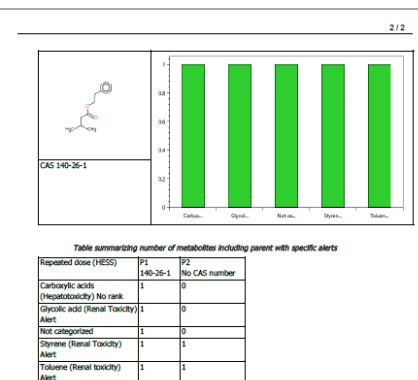 2 / 2
H₃C
CH₃
O
O
CAS 140-26-1
1
0.8
0.6
0.4
0.2
0
Carbox...
Glycol...
Not ca...
Styren...
Toluen...
Table summarizing number of metabolites including parent with specific alerts
Repeated dose (HESS) P1 P2
140-26-1 No CAS number
Carboxylic acids 1 0
(Hepatotoxicity) No rank
Glycolic acid (Renal Toxicity) 1 0
Alert
Not categorized 1 0
Styrene (Renal Toxicity) 1 1
Alert
Toluene (Renal toxicity) 1 1
Alert